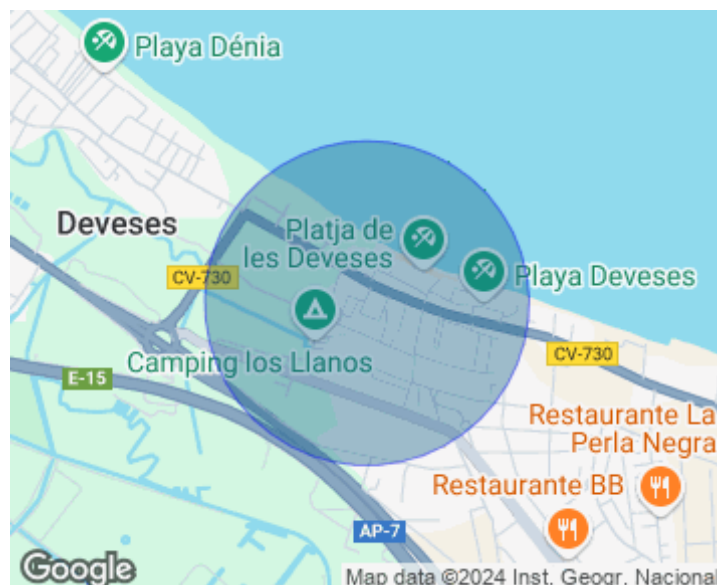 Playa Dénia
Deveses
Platja de
les Deveses
Playa Deveses
CV-730
Camping los Llanos
CV-730
E-15
Restaurante La
Perla Negra
Restaurante BB
AP-7
Google
Map data ©2024 Inst. Geogr. Nacional